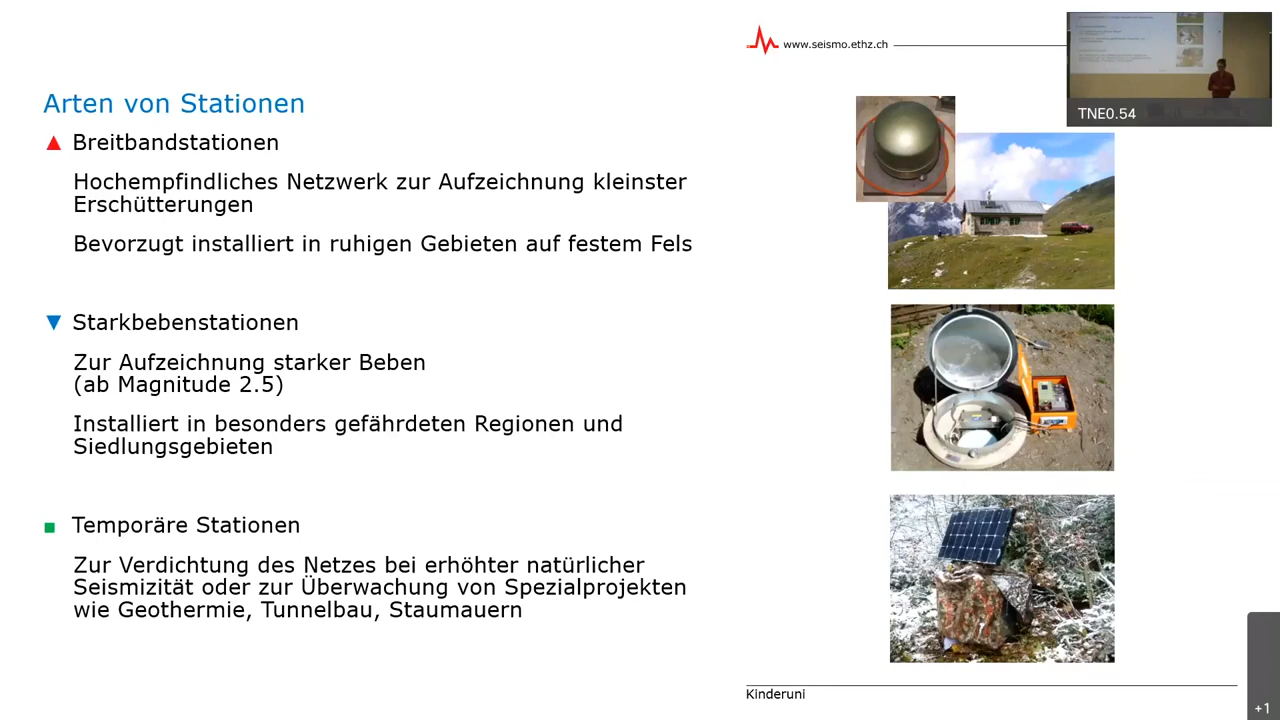 www.seismo.ethz.ch
TNE0.54
Arten von Stationen
Breitbandstationen
Hochempfindliches Netzwerk zur Aufzeichnung kleinster
Erschütterungen
Bevorzugt installiert in ruhigen Gebieten auf festem Fels
Starkbebenstationen
Zur Aufzeichnung starker Beben
(ab Magnitude 2.5)
Installiert in besonders gefährdeten Regionen und
Siedlungsgebieten
Temporäre Stationen
Zur Verdichtung des Netzes bei erhöhter natürlicher
Seismizität oder zur Überwachung von Spezialprojekten
wie Geothermie, Tunnelbau, Staumauern
Kinderuni
+1